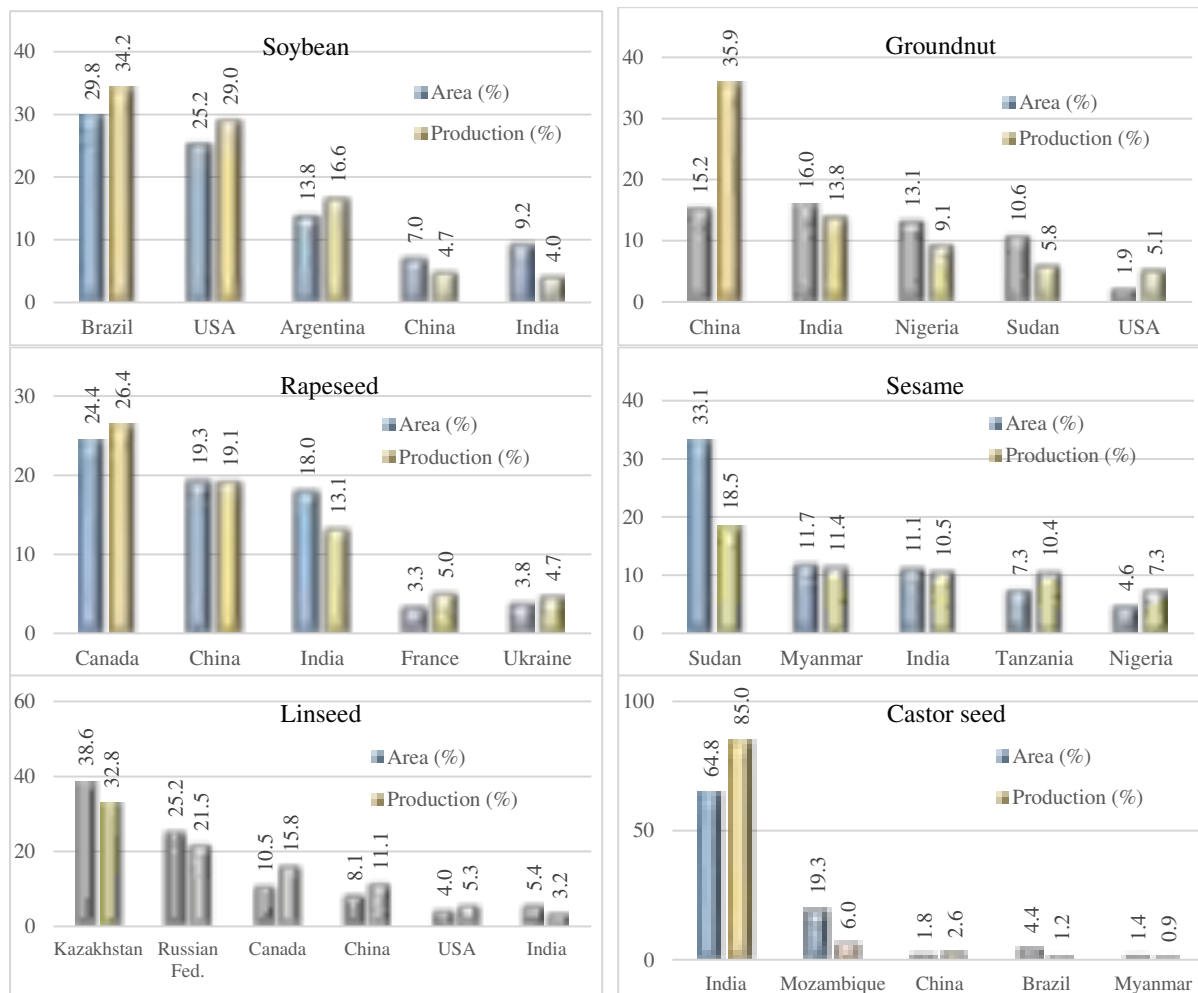 Soybean
Area (%)
Production (%)
40
30
20
10
0
29.8
34.2
25.2
29.0
13.8
16.6
7.0
4.7
9.2
4.0
Brazil
USA
Argentina
China
India
Groundnut
Area (%)
Production (%)
40
30
20
10
0
15.2
35.9
16.0
13.8
13.1
9.1
10.6
5.8
1.9
5.1
China
India
Nigeria
Sudan
USA
Rapeseed
Area (%)
Production (%)
30
20
10
0
24.4
26.4
19.3
19.1
18.0
13.1
3.3
5.0
3.8
4.7
Canada
China
India
France
Ukraine
Sesame
Area (%)
Production (%)
40
30
20
10
0
33.1
18.5
11.7
11.4
11.1
10.5
7.3
10.4
4.6
7.3
Sudan
Myanmar
India
Tanzania
Nigeria
Linseed
Area (%)
Production (%)
60
40
20
0
38.6
32.8
25.2
21.5
10.5
15.8
8.1
11.1
4.0
5.3
5.4
3.2
Kazakhstan
Russian
Fed.
Canada
China
USA
India
Castor seed
Area (%)
Production (%)
100
50
0
64.8
85.0
19.3
6.0
1.8
2.6
4.4
1.2
1.4
0.9
India
Mozambique
China
Brazil
Myanmar